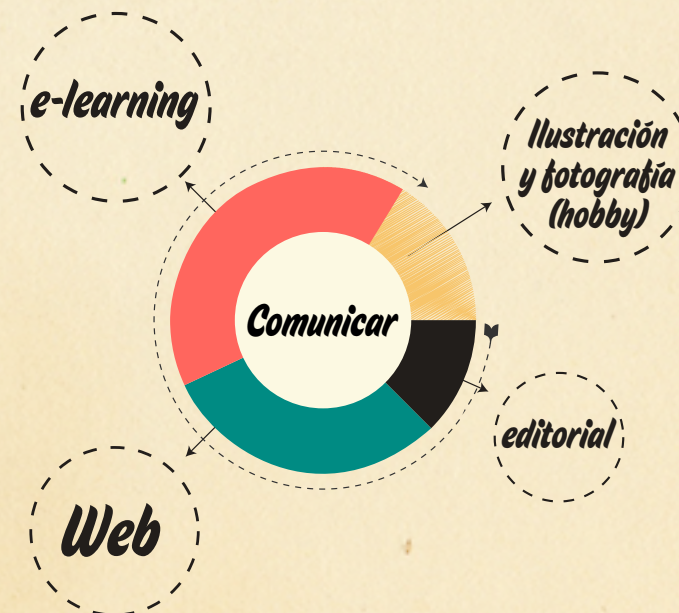 e-learning
Ilustración
y fotografía
(hobby)
Comunicar
editorial
Web